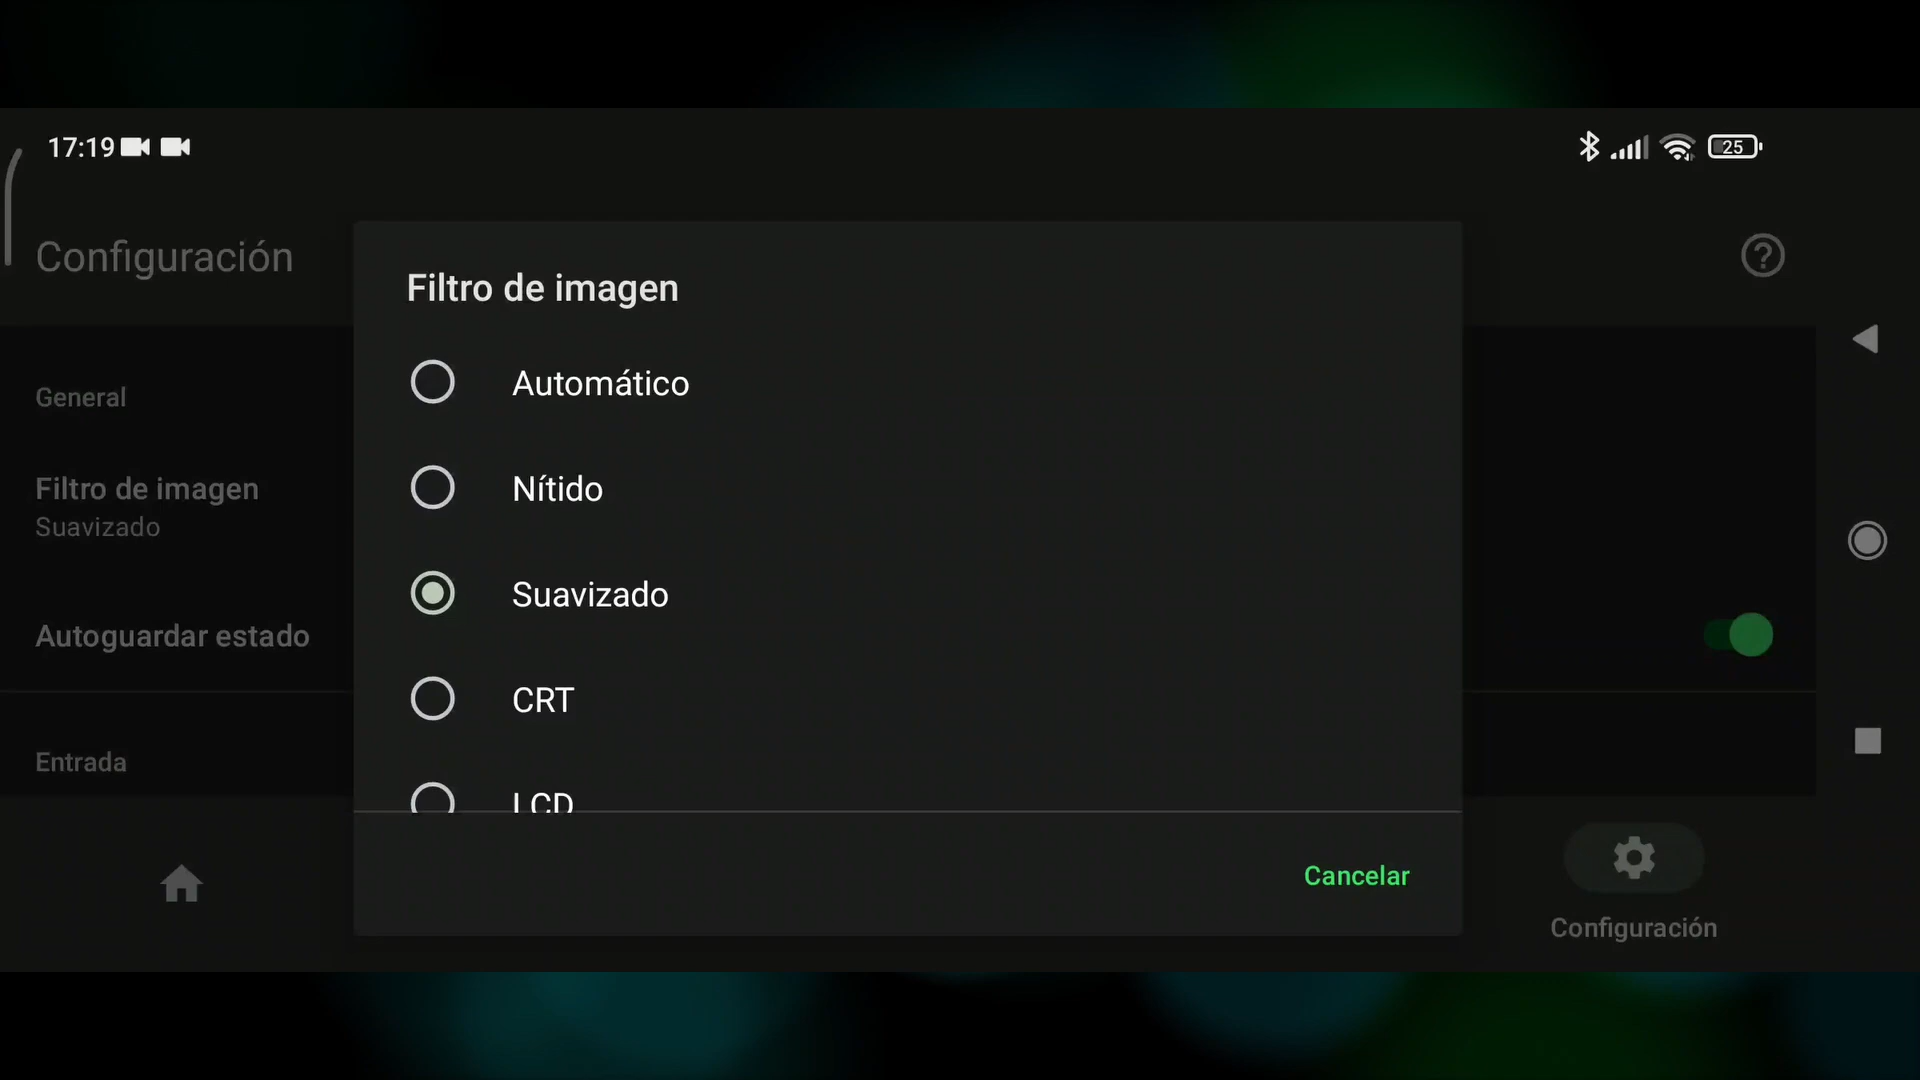 17:19
25
Configuración
Filtro de imagen
Automático
General
Nítido
Filtro de imagen
Suavizado
Suavizado
Autoguardar estado
CRT
Entrada
LCD
Cancelar
Configuración